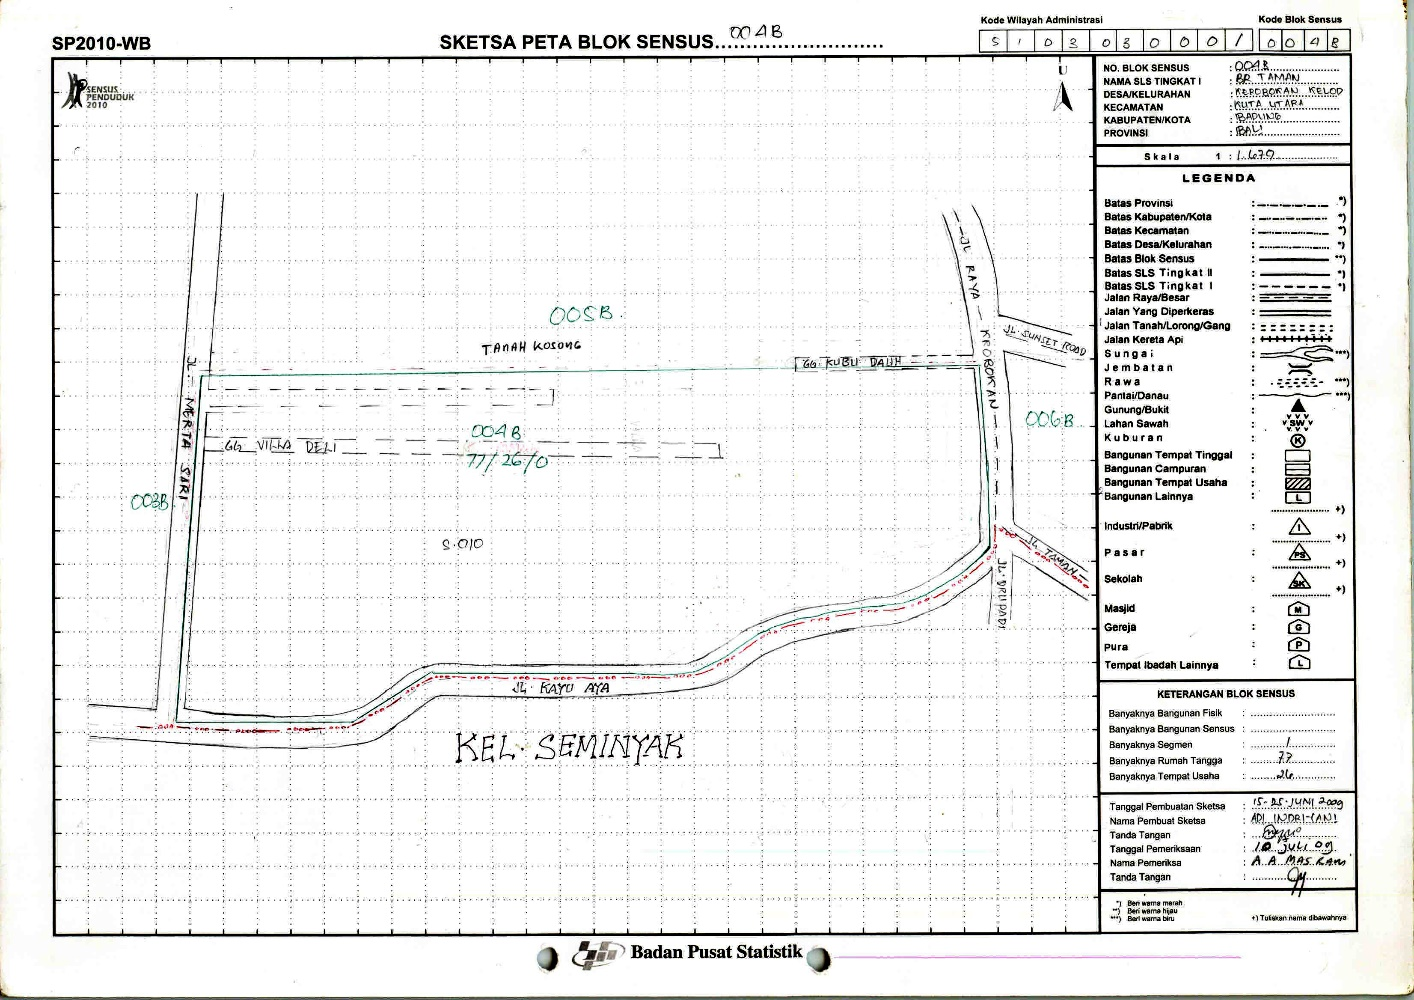 Kode Wilayah Administrasi
Kode Blok Sensus
SP2010-WB
SKETSA PETA BLOK SENSUS 004B
5 1 0 3 0 3 0 0 0 1
0 0 4 B
SENSUS
PENDUDUK
2010
U
NO. BLOK SENSUS : 004B
NAMA SLS TINGKAT I : BR TAMAN
DESA/KELURAHAN : KEROBOKAN KELOD
KECAMATAN : KUTA UTARA
KABUPATEN/KOTA : BADUNG
PROVINSI : BALI
Skala 1 : 1.670
LEGENDA
Batas Provinsi : *)
Batas Kabupaten/Kota : *)
Batas Kecamatan : *)
Batas Desa/Kelurahan : *)
Batas Blok Sensus : **)
Batas SLS Tingkat II : *)
Batas SLS Tingkat I : *)
Jalan Raya/Besar :
Jalan Yang Diperkeras :
Jalan Tanah/Lorong/Gang :
Jalan Kereta Api :
Sungai : ***)
Jembatan :
Rawa : ***)
Pantai/Danau : ***)
Gunung/Bukit :
Lahan Sawah : SW
Kuburan : K
Bangunan Tempat Tinggal :
Bangunan Campuran :
Bangunan Tempat Usaha :
Bangunan Lainnya : L
+)
Industri/Pabrik : I
+)
Pasar : PS
+)
Sekolah : SK
+)
Masjid : M
Gereja : G
Pura : P
Tempat Ibadah Lainnya : L
KETERANGAN BLOK SENSUS
Banyaknya Bangunan Fisik :
Banyaknya Bangunan Sensus :
Banyaknya Segmen : 1
Banyaknya Rumah Tangga : 77
Banyaknya Tempat Usaha : 26
Tanggal Pembuatan Sketsa : 15-25-JUNI 2009
Nama Pembuat Sketsa :
Tanda Tangan :
Tanggal Pemeriksaan : 10 JULI 09
Nama Pemeriksa : A A MAS
Tanda Tangan :
*) Beri warna merah
**) Beri warna hijau
***) Beri warna biru
+) Tuliskan nama dibawahnya
005B
TANAH KOSONG
JL. RAYA KROBOKAN
JL. SUNSET ROAD
GG. KUBU DAUH
JL. MERTA SARI
006B
004B
GG VILLA DELI
77/26/0
003B
S.010
JL. TAMAN
JL. DRUPADI
JL. KAYU AYA
KEL. SEMINYAK
Badan Pusat Statistik